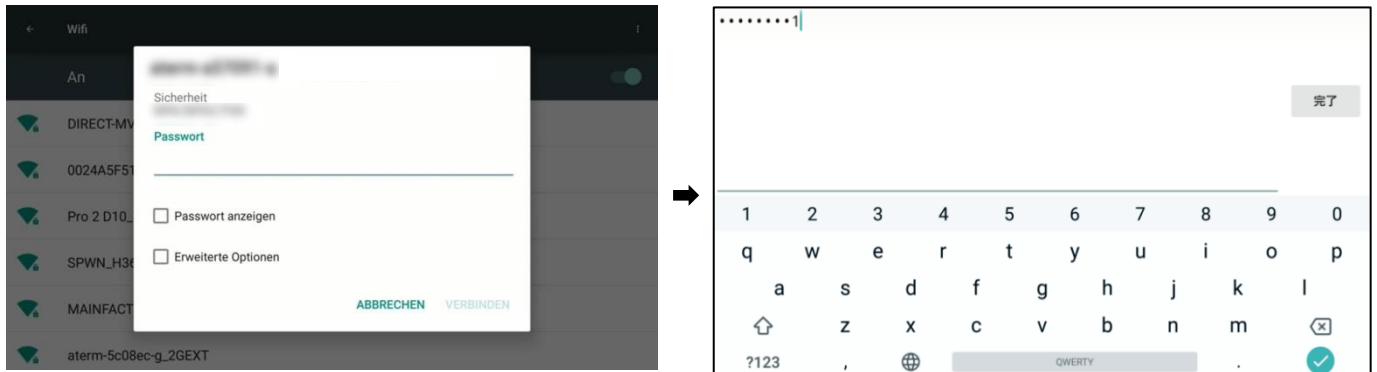 Wifi
An
Sicherheit
Passwort
DIRECT-MV
0024A5F51
Pro 2 D10_
Passwort anzeigen
SPWN_H36
Erweiterte Optionen
MAINFACT
ABBRECHEN VERBINDEN
aterm-5c08ec-g_2GEXT
••••••••1
完了
1 2 3 4 5 6 7 8 9 0
q w e r t y u i o p
a s d f g h j k l
z x c v b n m
?123 , QWERTY .